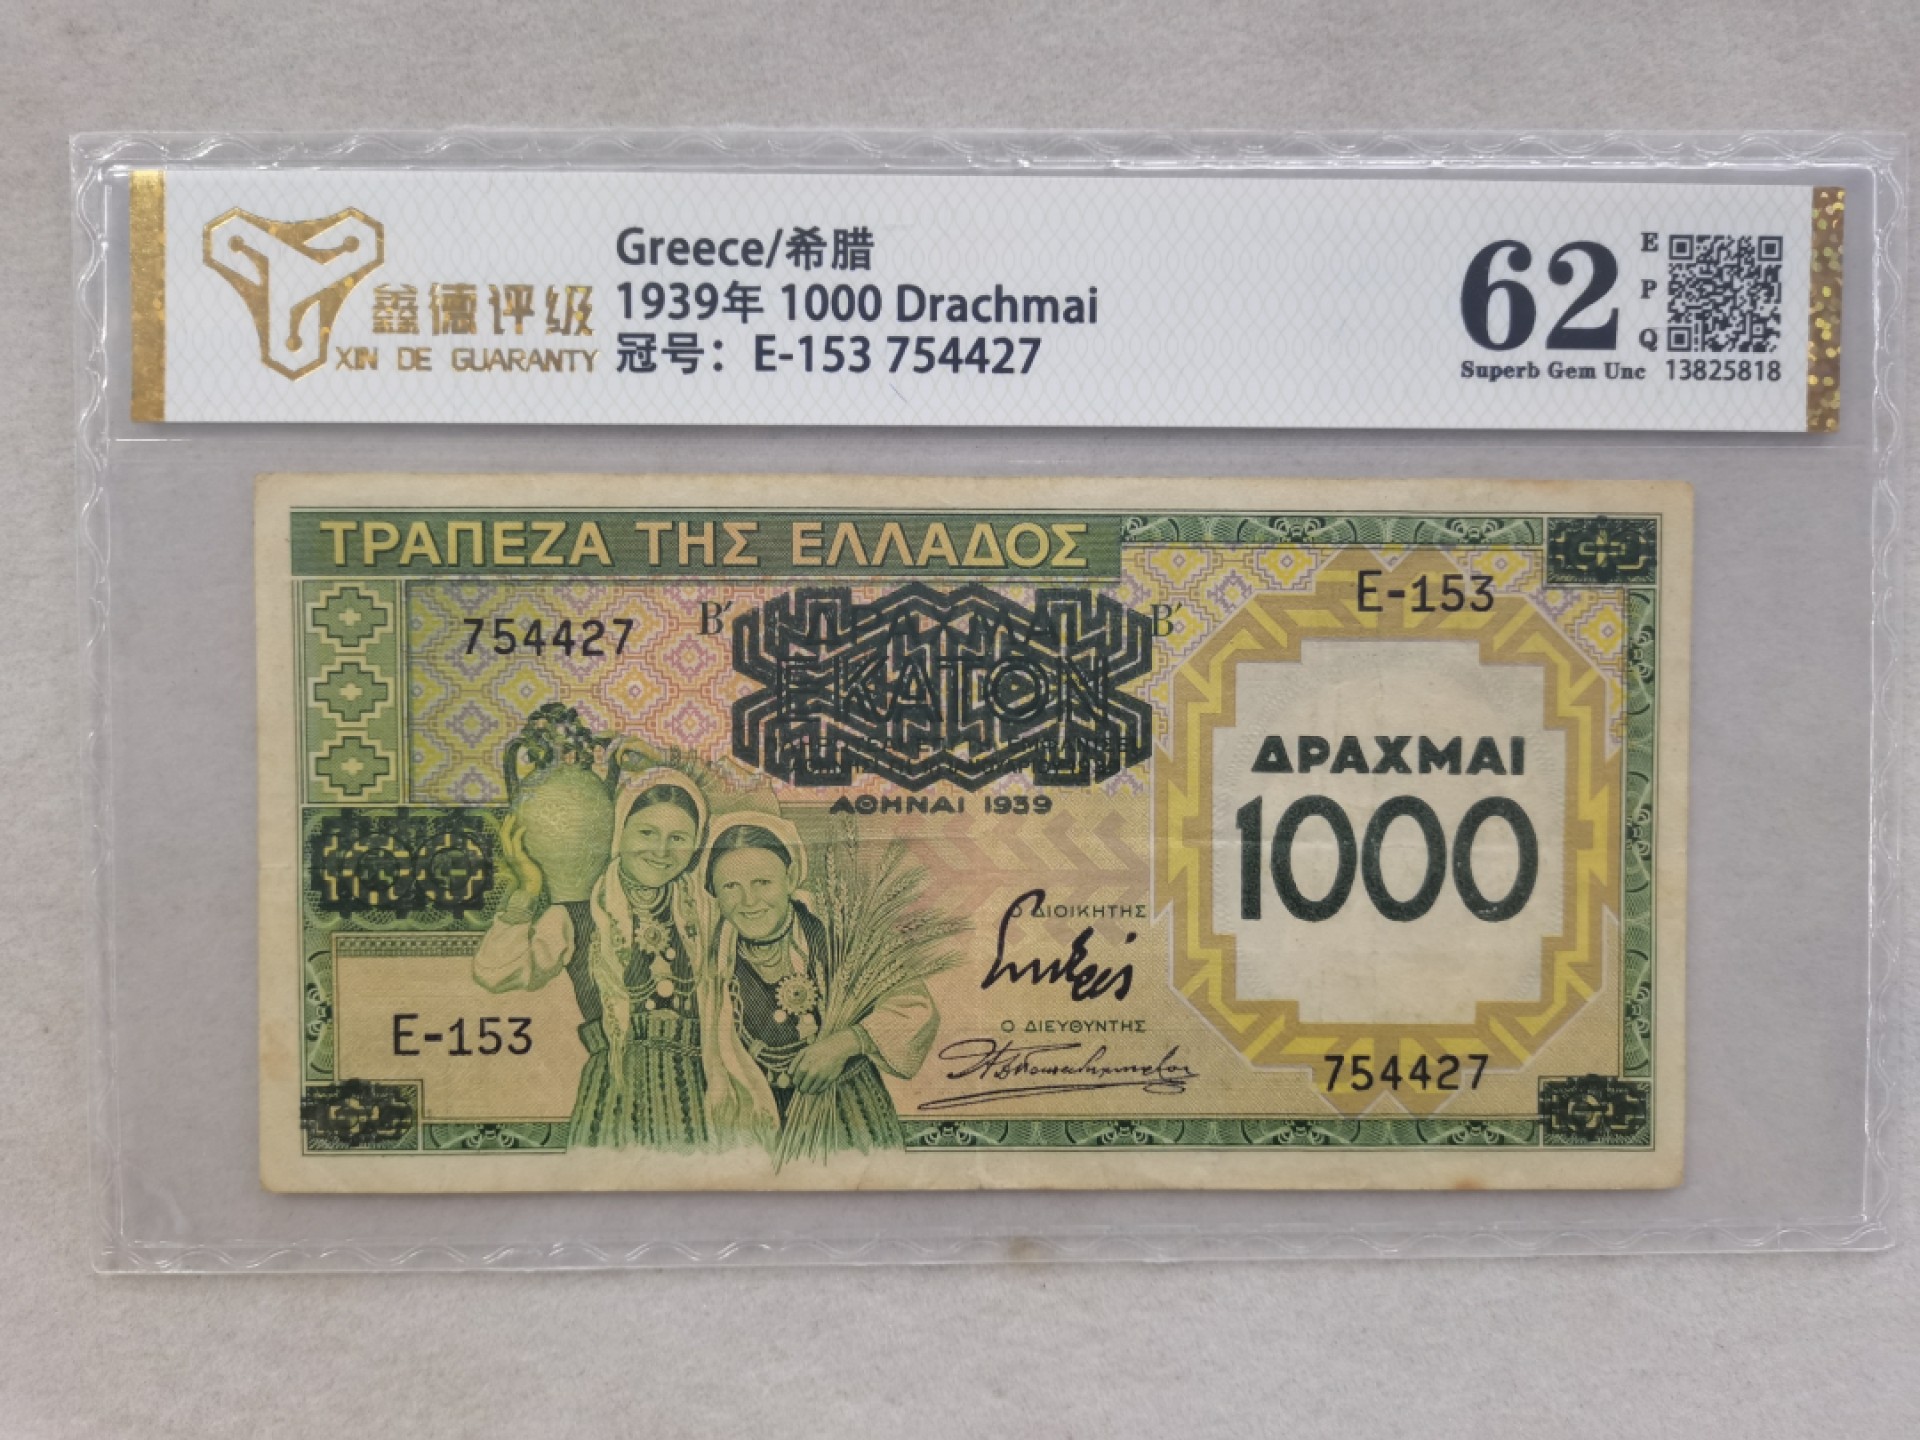 鑫德评级
XIN DE GUARANTY
Greece/希腊
1939年 1000 Drachmai
冠号：E-153 754427
62
E
P
Q
Superb Gem Unc
13825818
ΤΡΑΠΕΖΑ ΤΗΣ ΕΛΛΑΔΟΣ
E-153
754427
Β′
Β′
ΕΚΑΤΟΝ
ΑΘΗΝΑΙ 1939
ΔΡΑΧΜΑΙ
1000
Ο ΔΙΟΙΚΗΤΗΣ
Ο ΔΙΕΥΘΥΝΤΗΣ
E-153
754427